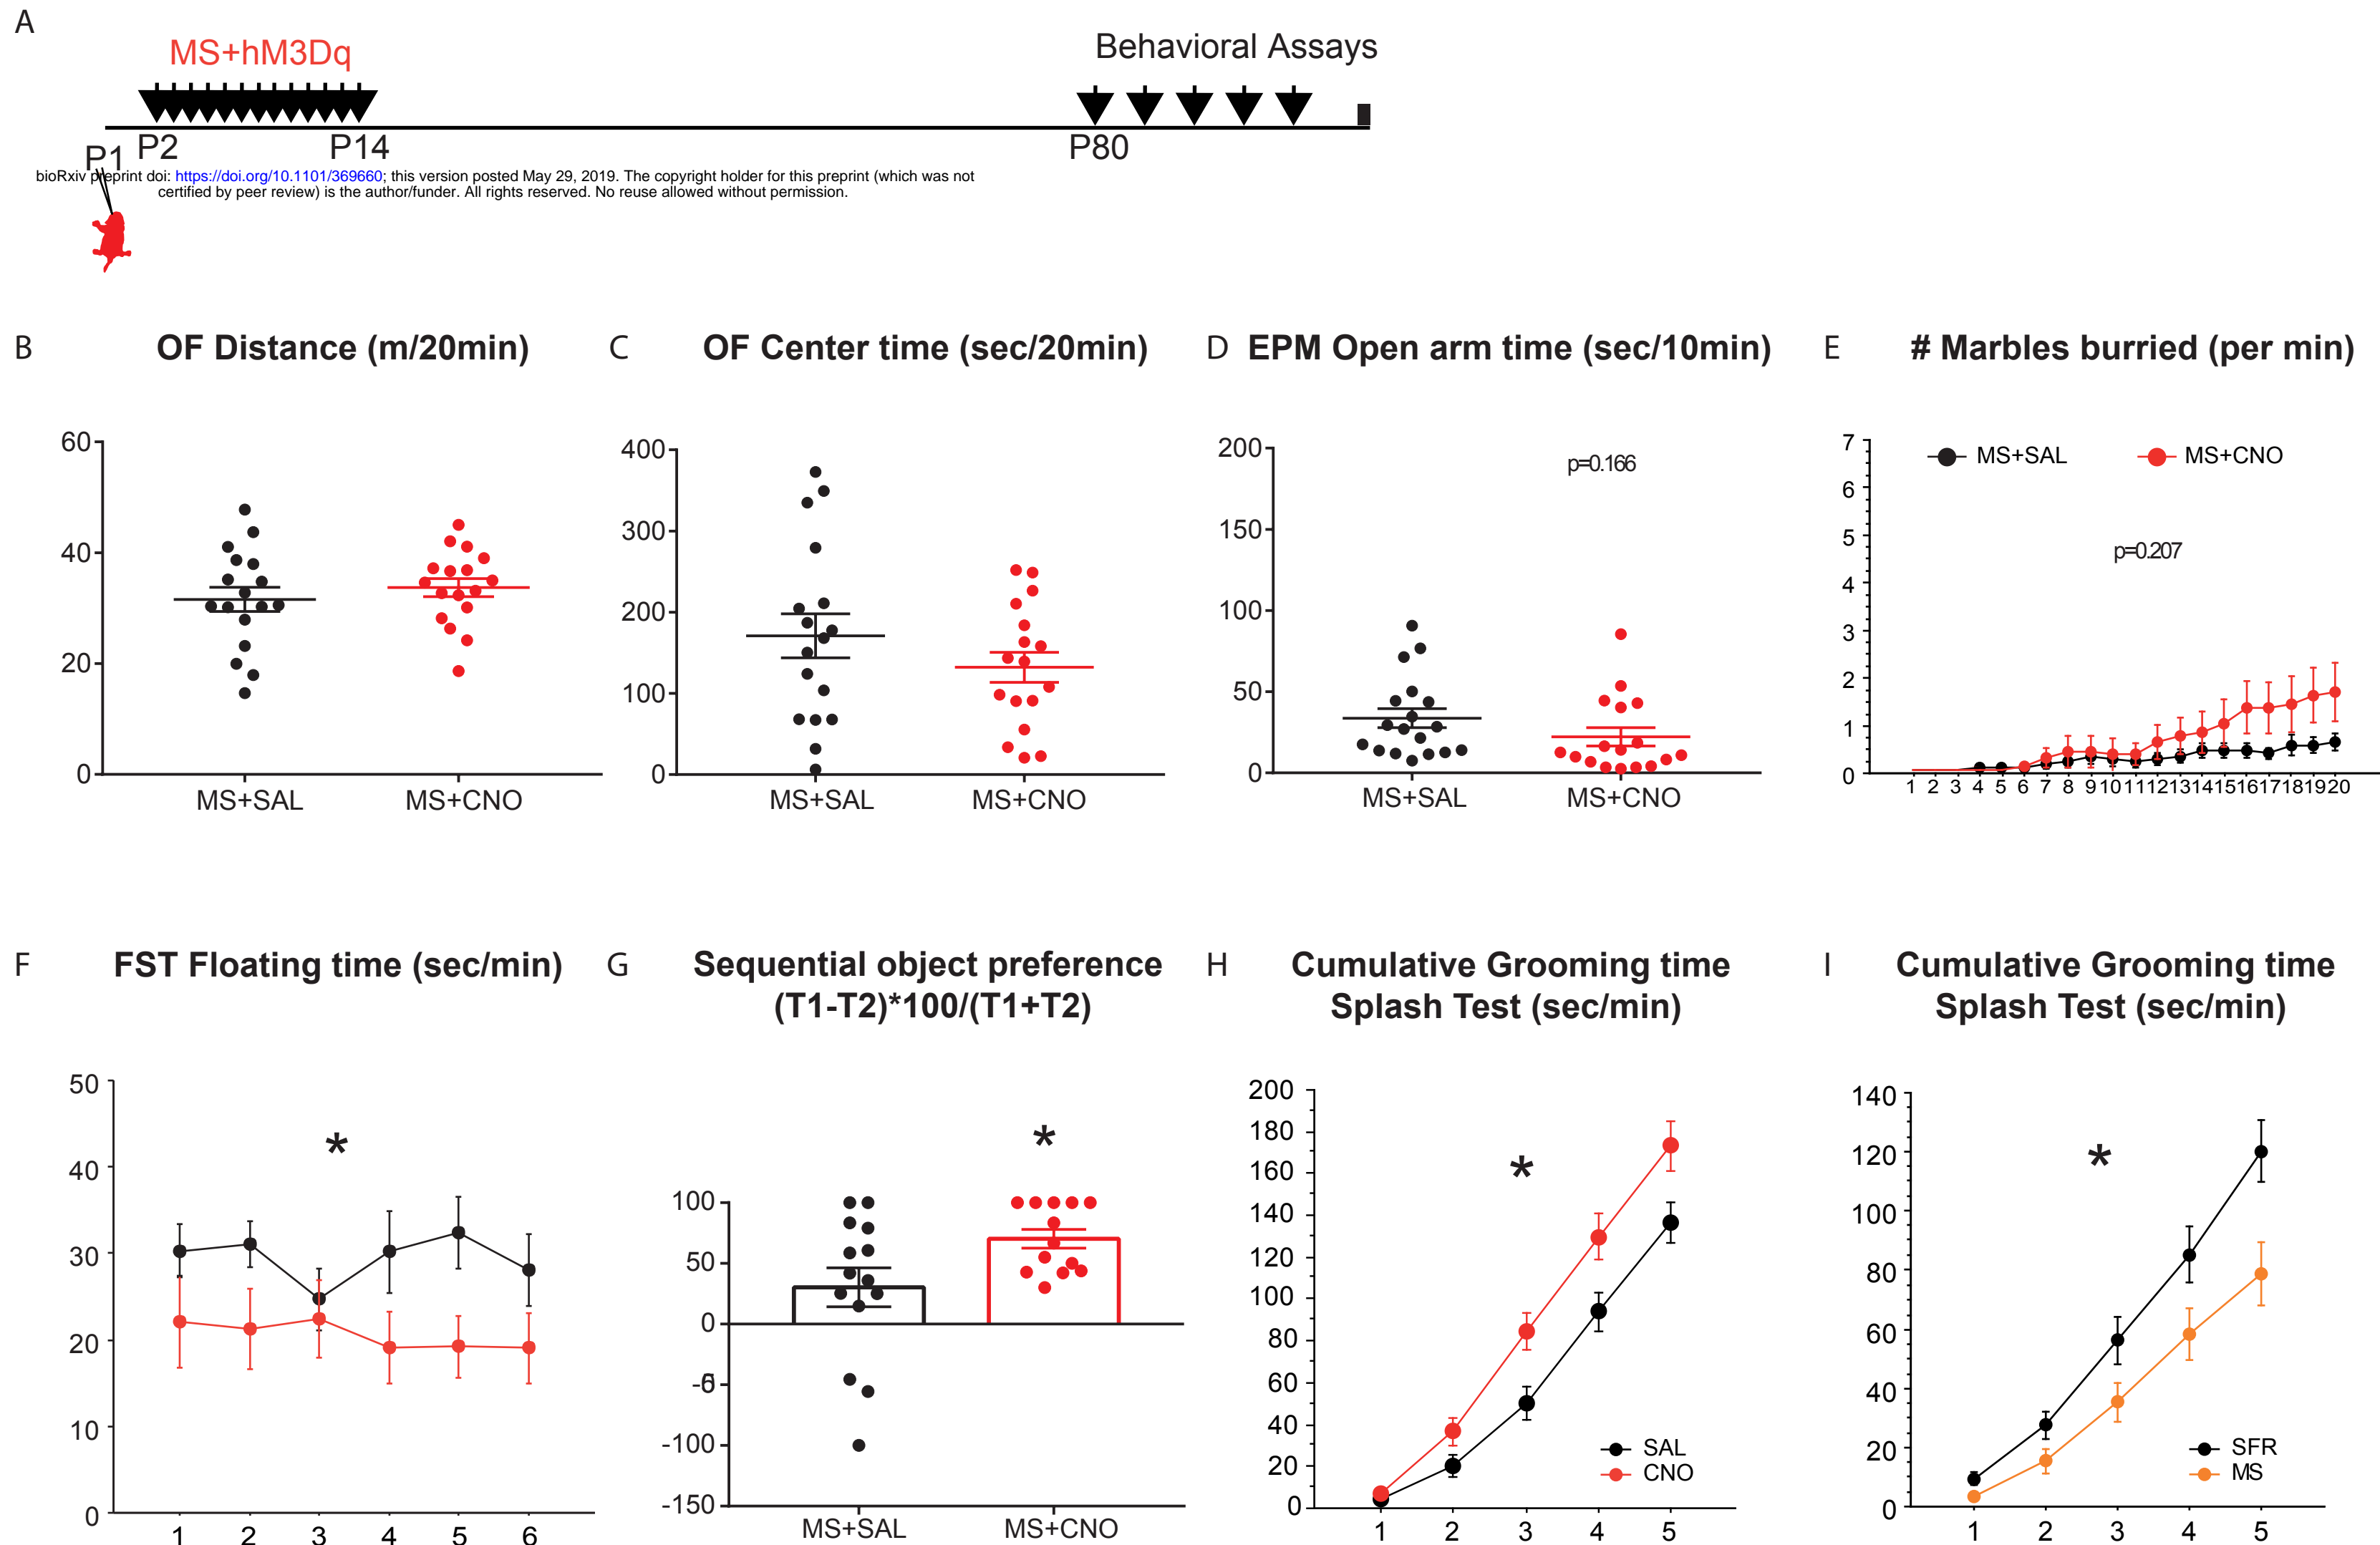 A
MS+hM3Dq
Behavioral Assays
P1
P2
P14
P80
bioRxiv preprint doi: https://doi.org/10.1101/369660; this version posted May 29, 2019. The copyright holder for this preprint (which was not
certified by peer review) is the author/funder. All rights reserved. No reuse allowed without permission.
B
OF Distance (m/20min)
60
40
20
0
MS+SAL
MS+CNO
C
OF Center time (sec/20min)
400
300
200
100
0
MS+SAL
MS+CNO
D
EPM Open arm time (sec/10min)
p=0.166
200
150
100
50
0
MS+SAL
MS+CNO
E
# Marbles burried (per min)
MS+SAL
MS+CNO
p=0.207
7
6
5
4
3
2
1
0
1 2 3 4 5 6 7 8 9 10 11 12 13 14 15 16 17 18 19 20
F
FST Floating time (sec/min)
*
50
40
30
20
10
0
1 2 3 4 5 6
G
Sequential object preference
(T1-T2)*100/(T1+T2)
*
100
50
0
-100
-150
MS+SAL
MS+CNO
H
Cumulative Grooming time
Splash Test (sec/min)
*
200
180
160
140
120
100
80
60
40
20
0
SAL
CNO
1 2 3 4 5
I
Cumulative Grooming time
Splash Test (sec/min)
*
140
120
100
80
60
40
20
0
SFR
MS
1 2 3 4 5